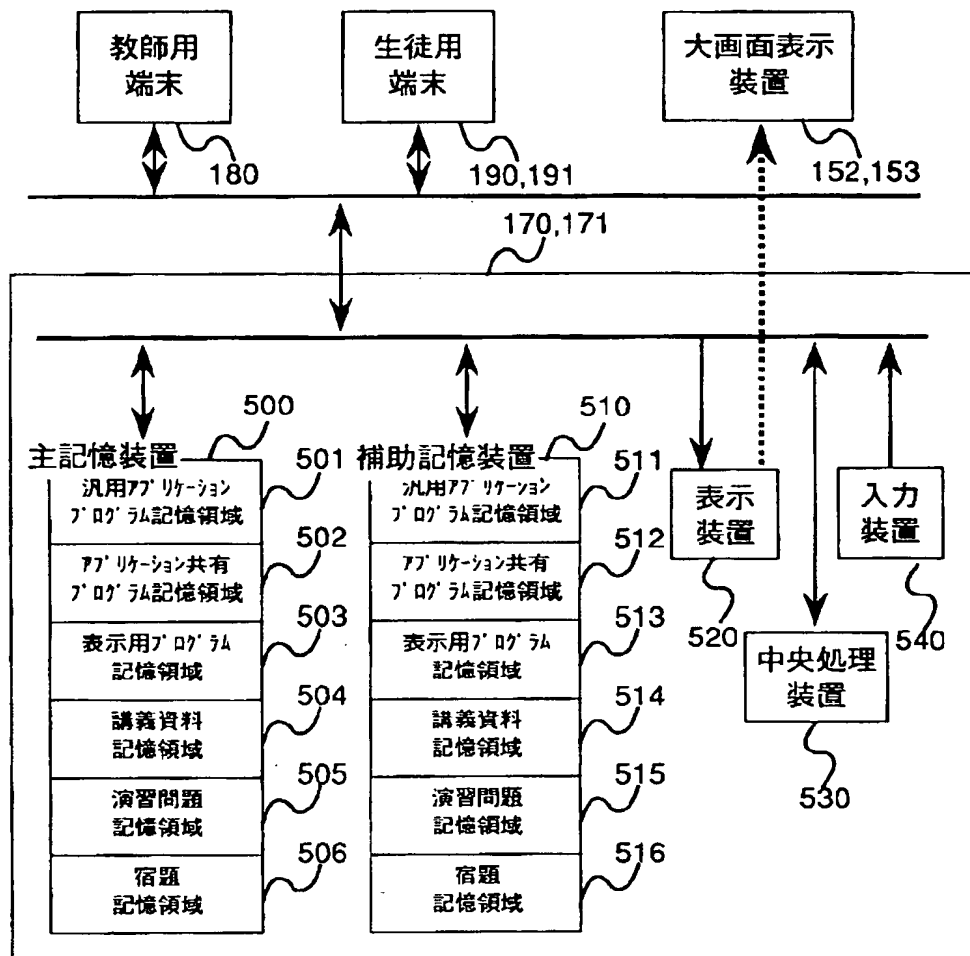 教師用
端末
生徒用
端末
大画面表示
装置
180
190,191
152,153
170,171
500
510
主記憶装置
501
補助記憶装置
511
汎用アプリケーション
プログラム記憶領域
汎用アプリケーション
プログラム記憶領域
502
512
アプリケーション共有
プログラム記憶領域
アプリケーション共有
プログラム記憶領域
503
513
表示用プログラム
記憶領域
表示用プログラム
記憶領域
504
514
講義資料
記憶領域
講義資料
記憶領域
505
515
演習問題
記憶領域
演習問題
記憶領域
506
516
宿題
記憶領域
宿題
記憶領域
表示
装置
入力
装置
520
540
中央処理
装置
530